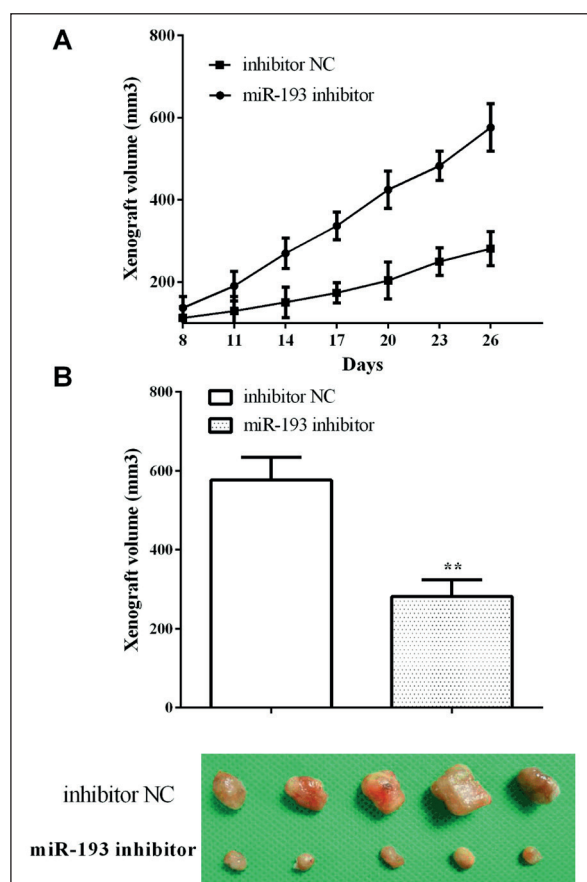 A
800
600
400
200
Xenograft volume (mm3)
inhibitor NC
miR-193 inhibitor
8 11 14 17 20 23 26
Days
B
800
600
400
200
0
Xenograft volume (mm3)
inhibitor NC
miR-193 inhibitor
**
inhibitor NC
miR-193 inhibitor